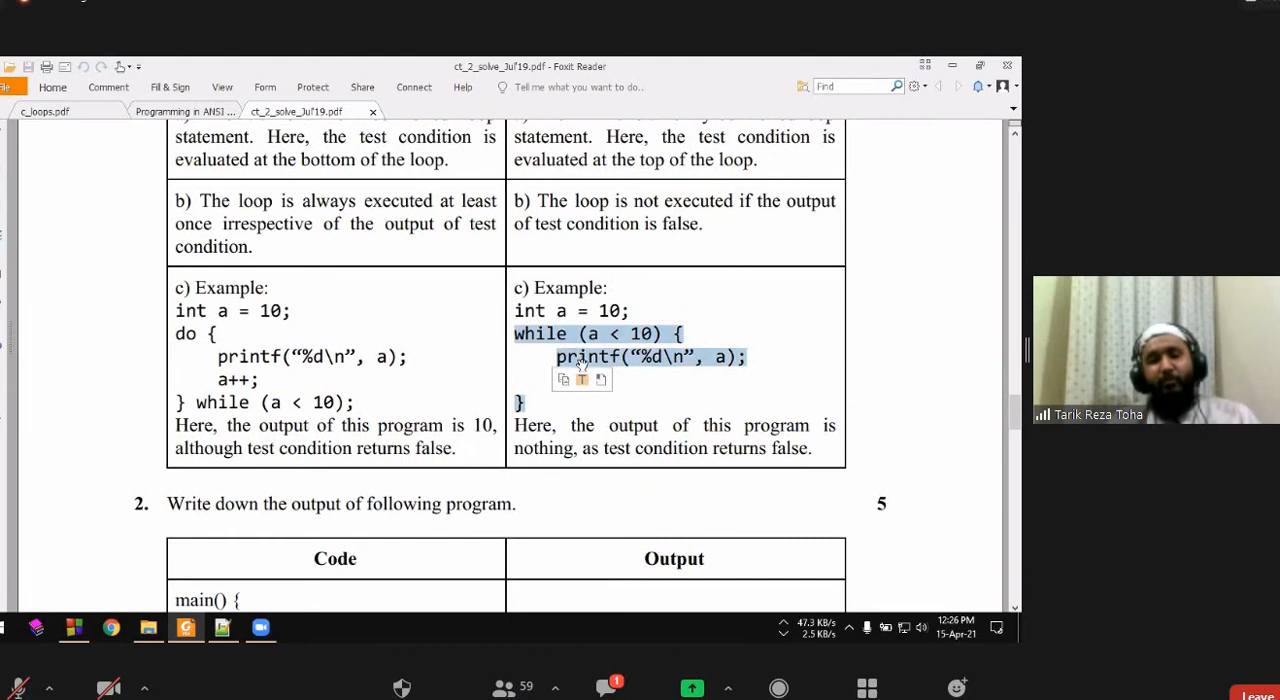 ct_2_solve_Jul'19.pdf - Foxit Reader
File Home Comment Fill & Sign View Form Protect Share Connect Help Tell me what you want to do.. Find
c_loops.pdf Programming in ANSI ... ct_2_solve_Jul'19.pdf
statement. Here, the test condition is
evaluated at the bottom of the loop.
statement. Here, the test condition is
evaluated at the top of the loop.
b) The loop is always executed at least
once irrespective of the output of test
condition.
b) The loop is not executed if the output
of test condition is false.
c) Example:
int a = 10;
do {
printf(“%d\n”, a);
a++;
} while (a < 10);
Here, the output of this program is 10,
although test condition returns false.
c) Example:
int a = 10;
while (a < 10) {
printf(“%d\n”, a);
}
Here, the output of this program is
nothing, as test condition returns false.
2. Write down the output of following program. 5
Code Output
main() {
Tarik Reza Toha
47.3 KB/s
2.5 KB/s
12:26 PM
15-Apr-21
59
1
Leave